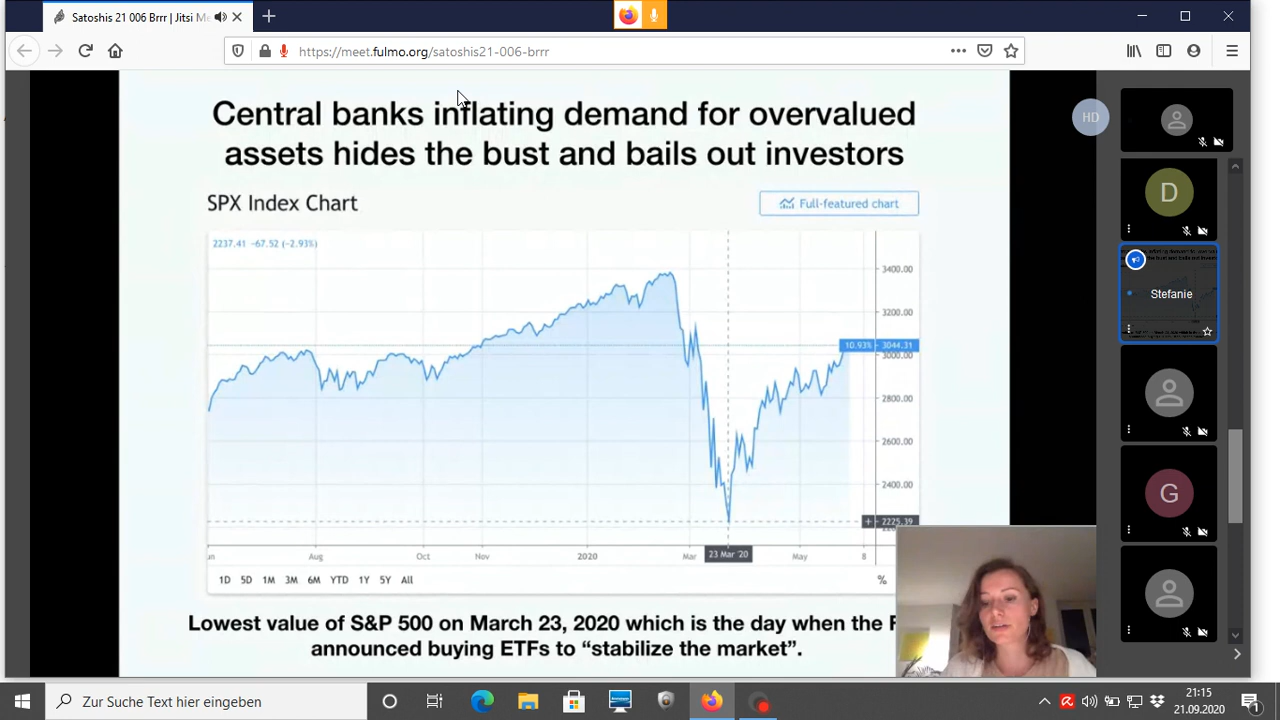 Satoshis 21 006 Brrr | Jitsi Me
https://meet.fulmo.org/satoshis21-006-brrr
Central banks inflating demand for overvalued
assets hides the bust and bails out investors
SPX Index Chart
Full-featured chart
2237.41 −67.52 (−2.93%)
3400.00
3200.00
10.93% 3044.31
3000.00
2800.00
2600.00
2400.00
2225.39
Aug
Oct
Nov
2020
Mar
23 Mar '20
May
8
1D 5D 1M 3M 6M YTD 1Y 5Y All
%
Lowest value of S&P 500 on March 23, 2020 which is the day when the F
announced buying ETFs to “stabilize the market”.
HD
D
Stefanie
G
Zur Suche Text hier eingeben
21:15
21.09.2020
1